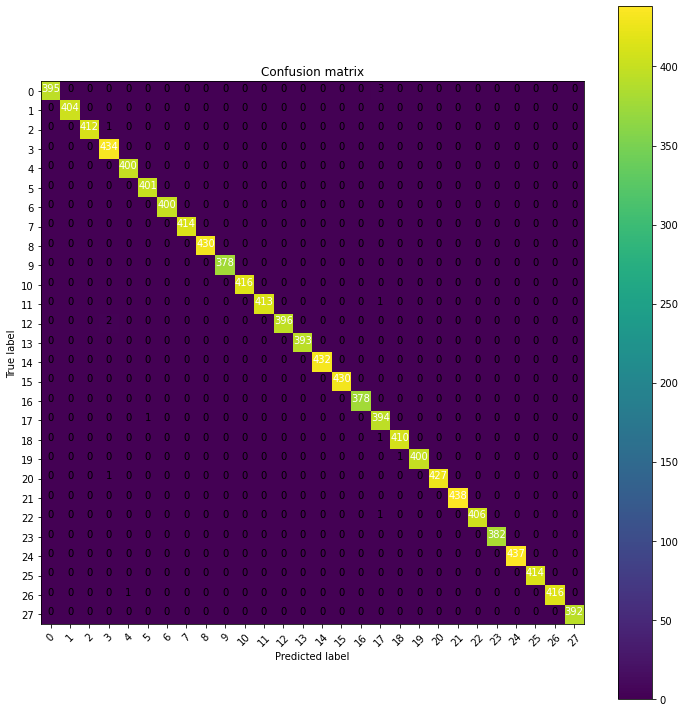 Confusion matrix
True label
0 395 0 0 0 0 0 0 0 0 0 0 0 0 0 0 0 0 3 0 0 0 0 0 0 0 0 0 0
1 0 404 0 0 0 0 0 0 0 0 0 0 0 0 0 0 0 0 0 0 0 0 0 0 0 0 0 0
2 0 0 412 1 0 0 0 0 0 0 0 0 0 0 0 0 0 0 0 0 0 0 0 0 0 0 0 0
3 0 0 0 434 0 0 0 0 0 0 0 0 0 0 0 0 0 0 0 0 0 0 0 0 0 0 0 0
4 0 0 0 0 400 0 0 0 0 0 0 0 0 0 0 0 0 0 0 0 0 0 0 0 0 0 0 0
5 0 0 0 0 0 401 0 0 0 0 0 0 0 0 0 0 0 0 0 0 0 0 0 0 0 0 0 0
6 0 0 0 0 0 0 400 0 0 0 0 0 0 0 0 0 0 0 0 0 0 0 0 0 0 0 0 0
7 0 0 0 0 0 0 0 414 0 0 0 0 0 0 0 0 0 0 0 0 0 0 0 0 0 0 0 0
8 0 0 0 0 0 0 0 0 430 0 0 0 0 0 0 0 0 0 0 0 0 0 0 0 0 0 0 0
9 0 0 0 0 0 0 0 0 0 378 0 0 0 0 0 0 0 0 0 0 0 0 0 0 0 0 0 0
10 0 0 0 0 0 0 0 0 0 0 416 0 0 0 0 0 0 0 0 0 0 0 0 0 0 0 0 0
11 0 0 0 0 0 0 0 0 0 0 0 413 0 0 0 0 0 1 0 0 0 0 0 0 0 0 0 0
12 0 0 0 2 0 0 0 0 0 0 0 0 396 0 0 0 0 0 0 0 0 0 0 0 0 0 0 0
13 0 0 0 0 0 0 0 0 0 0 0 0 0 393 0 0 0 0 0 0 0 0 0 0 0 0 0 0
14 0 0 0 0 0 0 0 0 0 0 0 0 0 0 432 0 0 0 0 0 0 0 0 0 0 0 0 0
15 0 0 0 0 0 0 0 0 0 0 0 0 0 0 0 430 0 0 0 0 0 0 0 0 0 0 0 0
16 0 0 0 0 0 0 0 0 0 0 0 0 0 0 0 0 378 0 0 0 0 0 0 0 0 0 0 0
17 0 0 0 0 0 1 0 0 0 0 0 0 0 0 0 0 0 394 0 0 0 0 0 0 0 0 0 0
18 0 0 0 0 0 0 0 0 0 0 0 0 0 0 0 0 0 1 410 0 0 0 0 0 0 0 0 0
19 0 0 0 0 0 0 0 0 0 0 0 0 0 0 0 0 0 0 1 400 0 0 0 0 0 0 0 0
20 0 0 0 1 0 0 0 0 0 0 0 0 0 0 0 0 0 0 0 0 427 0 0 0 0 0 0 0
21 0 0 0 0 0 0 0 0 0 0 0 0 0 0 0 0 0 0 0 0 0 438 0 0 0 0 0 0
22 0 0 0 0 0 0 0 0 0 0 0 0 0 0 0 0 0 1 0 0 0 0 406 0 0 0 0 0
23 0 0 0 0 0 0 0 0 0 0 0 0 0 0 0 0 0 0 0 0 0 0 0 382 0 0 0 0
24 0 0 0 0 0 0 0 0 0 0 0 0 0 0 0 0 0 0 0 0 0 0 0 0 437 0 0 0
25 0 0 0 0 0 0 0 0 0 0 0 0 0 0 0 0 0 0 0 0 0 0 0 0 0 414 0 0
26 0 0 0 0 1 0 0 0 0 0 0 0 0 0 0 0 0 0 0 0 0 0 0 0 0 0 416 0
27 0 0 0 0 0 0 0 0 0 0 0 0 0 0 0 0 0 0 0 0 0 0 0 0 0 0 0 392
0 1 2 3 4 5 6 7 8 9 10 11 12 13 14 15 16 17 18 19 20 21 22 23 24 25 26 27
Predicted label
400
350
300
250
200
150
100
50
0